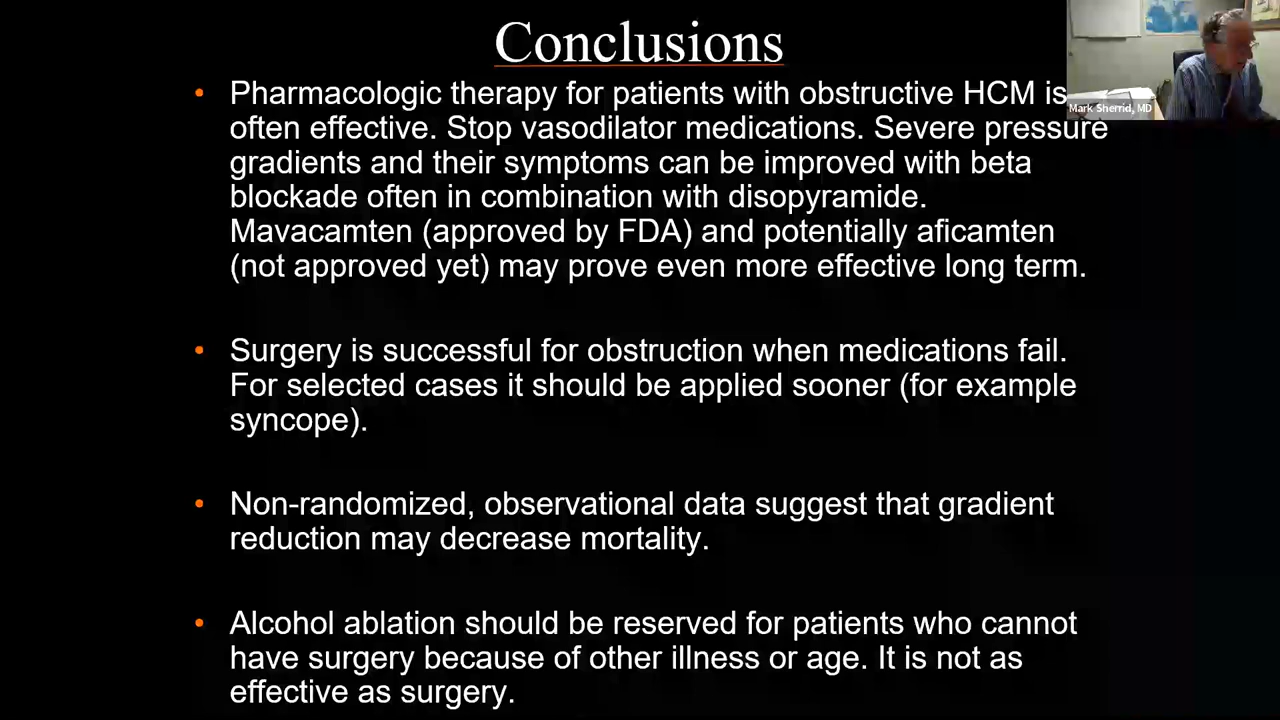 Conclusions
• Pharmacologic therapy for patients with obstructive HCM is
often effective. Stop vasodilator medications. Severe pressure
gradients and their symptoms can be improved with beta
blockade often in combination with disopyramide.
Mavacamten (approved by FDA) and potentially aficamten
(not approved yet) may prove even more effective long term.
• Surgery is successful for obstruction when medications fail.
For selected cases it should be applied sooner (for example
syncope).
• Non-randomized, observational data suggest that gradient
reduction may decrease mortality.
• Alcohol ablation should be reserved for patients who cannot
have surgery because of other illness or age. It is not as
effective as surgery.
Mark Sherrid, MD